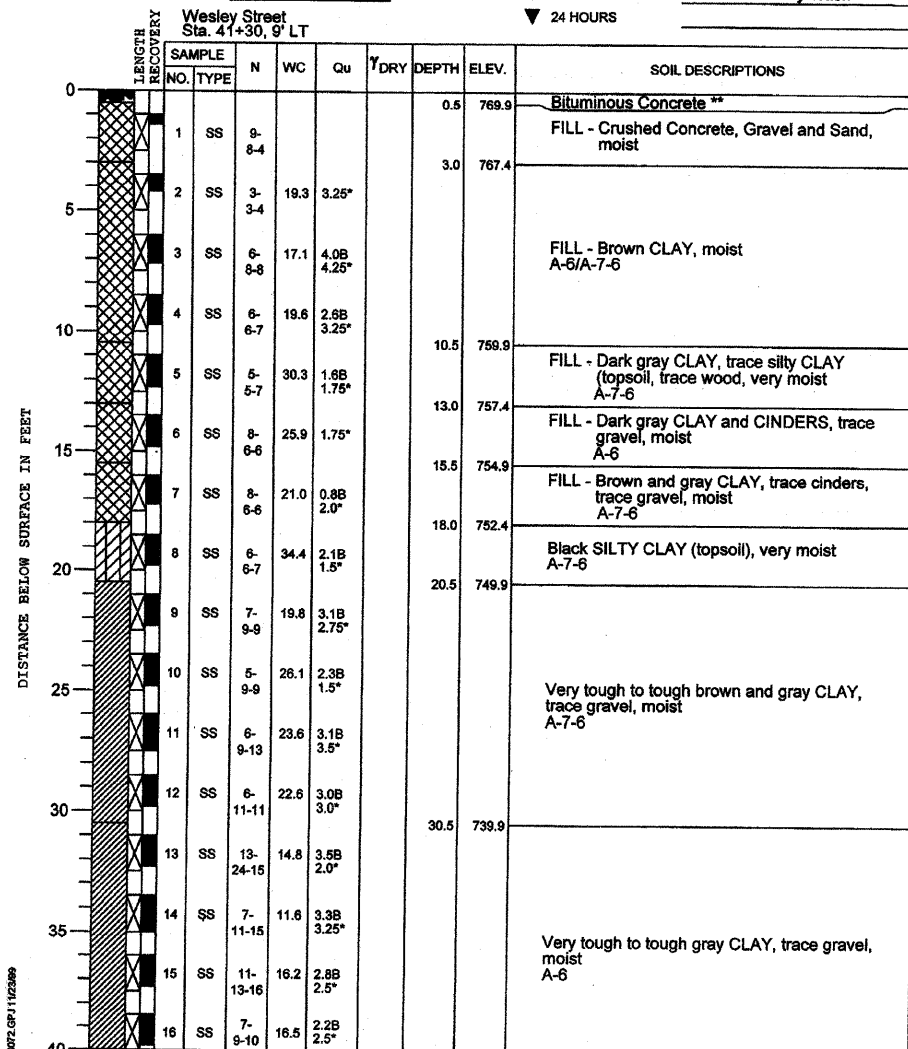 Wesley Street
Sta. 41+30, 9' LT
▼ 24 HOURS
LENGTH
RECOVERY
SAMPLE
NO. TYPE
N
WC
Qu
γDRY
DEPTH
ELEV.
SOIL DESCRIPTIONS
DISTANCE BELOW SURFACE IN FEET
0
0.5 769.9 Bituminous Concrete **
1 SS 9-
8-4
FILL - Crushed Concrete, Gravel and Sand,
moist
3.0 767.4
2 SS 3- 19.3 3.25*
3-4
5
3 SS 6- 17.1 4.0B
8-8 4.25*
FILL - Brown CLAY, moist
A-6/A-7-6
4 SS 6- 19.6 2.6B
6-7 3.25*
10
10.5 759.9
5 SS 5- 30.3 1.6B
5-7 1.75*
FILL - Dark gray CLAY, trace silty CLAY
(topsoil, trace wood, very moist
A-7-6
13.0 757.4
6 SS 8- 25.9 1.75*
6-6
FILL - Dark gray CLAY and CINDERS, trace
gravel, moist
A-6
15
15.5 754.9
7 SS 8- 21.0 0.8B
6-6 2.0*
FILL - Brown and gray CLAY, trace cinders,
trace gravel, moist
A-7-6
18.0 752.4
8 SS 6- 34.4 2.1B
6-7 1.5*
Black SILTY CLAY (topsoil), very moist
A-7-6
20
20.5 749.9
9 SS 7- 19.8 3.1B
9-9 2.75*
10 SS 5- 26.1 2.3B
9-9 1.5*
25
Very tough to tough brown and gray CLAY,
trace gravel, moist
A-7-6
11 SS 6- 23.6 3.1B
9-13 3.5*
12 SS 6- 22.6 3.0B
11-11 3.0*
30
30.5 739.9
13 SS 13- 14.8 3.5B
24-15 2.0*
14 SS 7- 11.6 3.3B
11-15 3.25*
35
Very tough to tough gray CLAY, trace gravel,
moist
A-6
15 SS 11- 16.2 2.8B
13-16 2.5*
16 SS 7- 16.5 2.2B
9-10 2.5*
40
072.GPJ 11/23/99